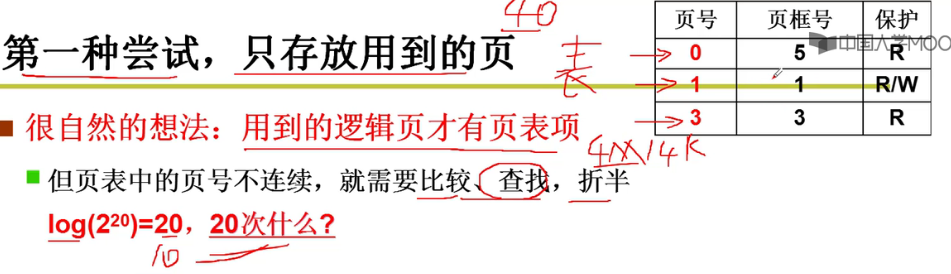 40
页号 页框号 保护
第一种尝试，只存放用到的页
表
0 5 R
中国大学MOO
1 1 R/W
很自然的想法：用到的逻辑页才有页表项
3 3 R
4M/4K
但页表中的页号不连续，就需要比较、查找，折半
log(2²⁰)=20，20次什么?
10